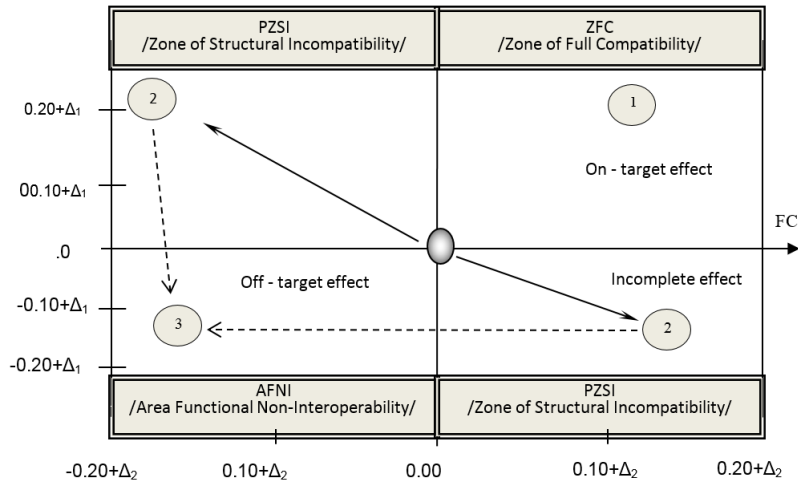 PZSI
/Zone of Structural Incompatibility/
ZFC
/Zone of Full Compatibility/
0.20+Δ₁
2
1
On - target effect
00.10+Δ₁
FC
.0
Off - target effect
Incomplete effect
-0.10+Δ₁
3
2
-0.20+Δ₁
AFNI
/Area Functional Non-Interoperability/
PZSI
/Zone of Structural Incompatibility/
-0.20+Δ₂
0.10+Δ₂
0.00
0.10+Δ₂
0.20+Δ₂